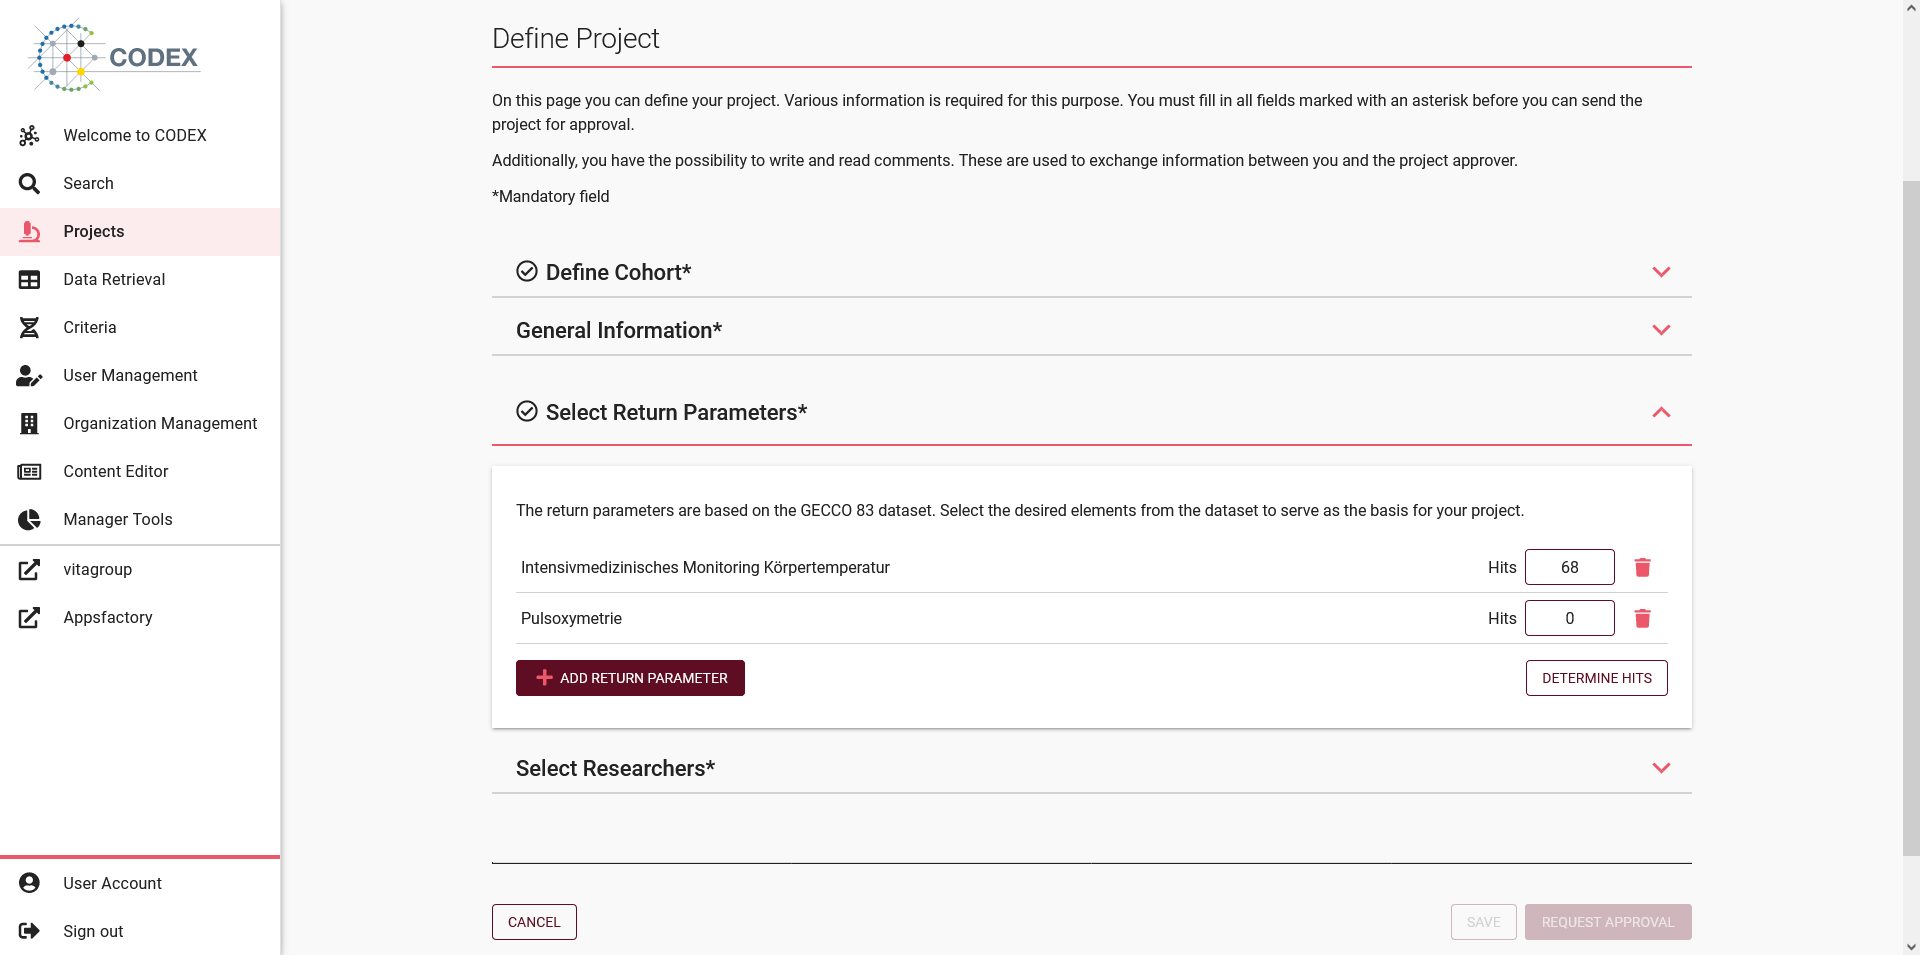 CODEX
Welcome to CODEX
Search
Projects
Data Retrieval
Criteria
User Management
Organization Management
Content Editor
Manager Tools
vitagroup
Appsfactory
User Account
Sign out
Define Project
On this page you can define your project. Various information is required for this purpose. You must fill in all fields marked with an asterisk before you can send the
project for approval.
Additionally, you have the possibility to write and read comments. These are used to exchange information between you and the project approver.
*Mandatory field
Define Cohort*
General Information*
Select Return Parameters*
The return parameters are based on the GECCO 83 dataset. Select the desired elements from the dataset to serve as the basis for your project.
Intensivmedizinisches Monitoring Körpertemperatur Hits 68
Pulsoxymetrie Hits 0
ADD RETURN PARAMETER DETERMINE HITS
Select Researchers*
CANCEL SAVE REQUEST APPROVAL